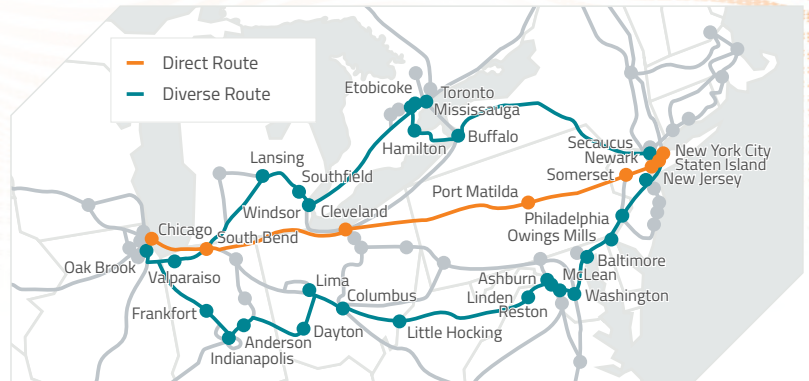 Direct Route
Diverse Route
Etobicoke
Toronto
Mississauga
Hamilton
Buffalo
Secaucus
Newark
New York City
Staten Island
Somerset
New Jersey
Lansing
Southfield
Windsor
Cleveland
Port Matilda
Philadelphia
Owings Mills
Chicago
South Bend
Oak Brook
Valparaiso
Baltimore
Ashburn
McLean
Linden
Washington
Reston
Lima
Columbus
Frankfort
Anderson
Dayton
Little Hocking
Indianapolis